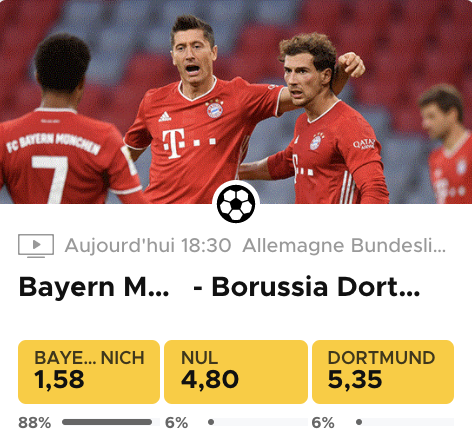 FC BAYERN MÜNCHEN
7
T
T
QATAR
Aujourd'hui 18:30 Allemagne Bundesli...
Bayern M... - Borussia Dort...
BAYE... NICH NUL DORTMUND
1,58 4,80 5,35
88% 6% 6%